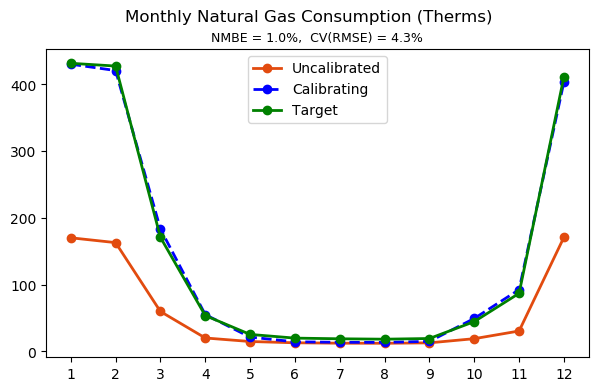 Monthly Natural Gas Consumption (Therms)
NMBE = 1.0%,  CV(RMSE) = 4.3%
Uncalibrated
Calibrating
Target
400
300
200
100
0
1 2 3 4 5 6 7 8 9 10 11 12